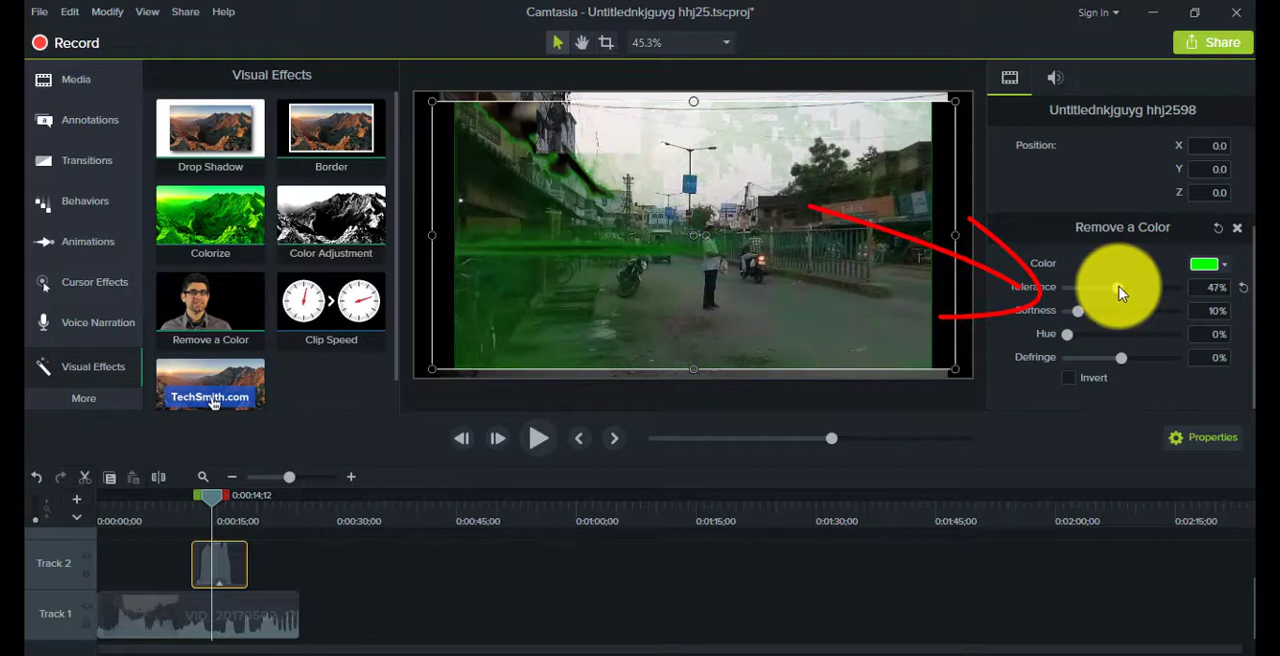 File Edit Modify View Share Help
Camtasia - Untitlednkjguyg hhj25.tscproj*
Sign In
Record
45.3%
Share
Media
Annotations
Transitions
Behaviors
Animations
Cursor Effects
Voice Narration
Visual Effects
More
Visual Effects
Drop Shadow
Border
Colorize
Color Adjustment
Remove a Color
Clip Speed
TechSmith.com
Untitlednkjguyg hhj2598
Position: X 0.0
Y 0.0
Z 0.0
Remove a Color
Color
Tolerance 47%
Softness 10%
Hue 0%
Defringe 0%
Invert
Properties
0:00:14;12
0:00:00;00 0:00:15;00 0:00:30;00 0:00:45;00 0:01:00;00 0:01:15;00 0:01:30;00 0:01:45;00 0:02:00;00 0:02:15;00
Track 2
Track 1